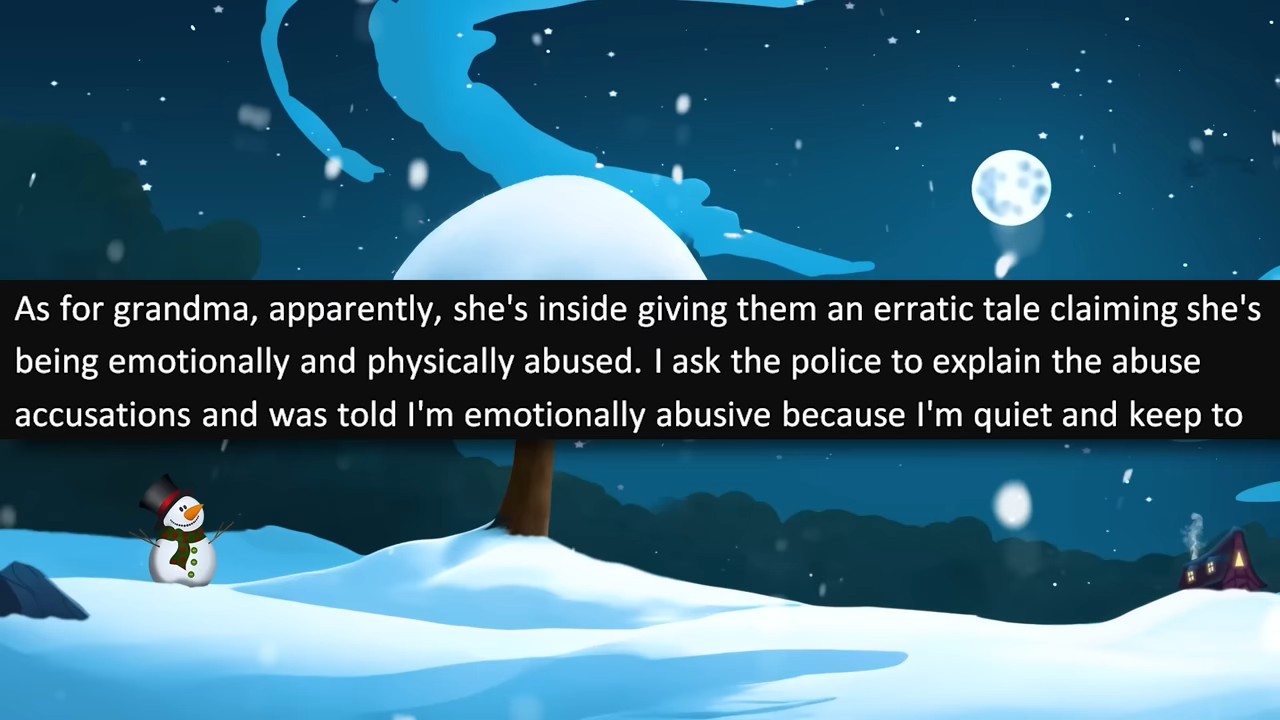 As for grandma, apparently, she's inside giving them an erratic tale claiming she's
being emotionally and physically abused. I ask the police to explain the abuse
accusations and was told I'm emotionally abusive because I'm quiet and keep to